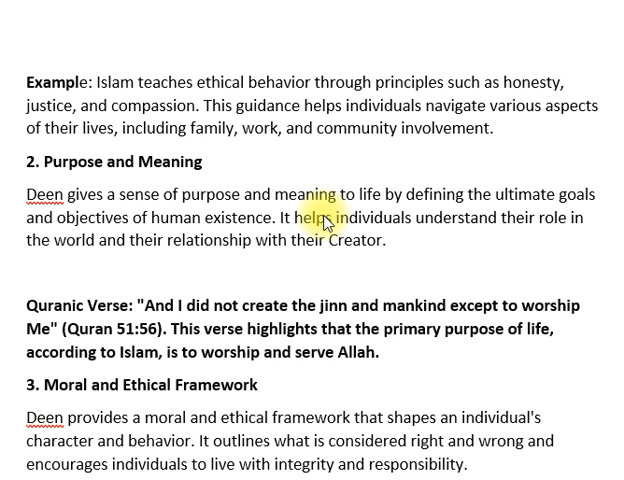 Example: Islam teaches ethical behavior through principles such as honesty,
justice, and compassion. This guidance helps individuals navigate various aspects
of their lives, including family, work, and community involvement.
2. Purpose and Meaning
Deen gives a sense of purpose and meaning to life by defining the ultimate goals
and objectives of human existence. It helps individuals understand their role in
the world and their relationship with their Creator.
Quranic Verse: "And I did not create the jinn and mankind except to worship
Me" (Quran 51:56). This verse highlights that the primary purpose of life,
according to Islam, is to worship and serve Allah.
3. Moral and Ethical Framework
Deen provides a moral and ethical framework that shapes an individual's
character and behavior. It outlines what is considered right and wrong and
encourages individuals to live with integrity and responsibility.